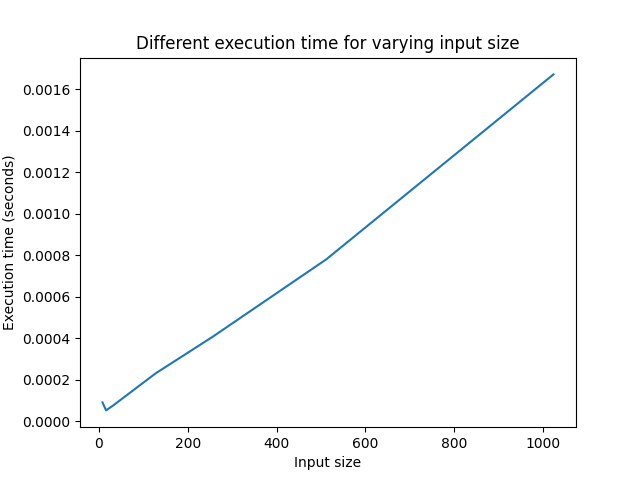 Different execution time for varying input size
0.0016
0.0014
0.0012
0.0010
0.0008
0.0006
0.0004
0.0002
0.0000
Execution time (seconds)
0 200 400 600 800 1000
Input size